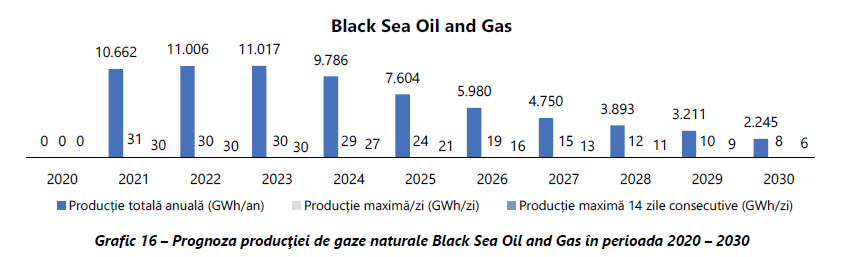 Black Sea Oil and Gas
10.662 11.006 11.017 9.786 7.604 5.980 4.750 3.893 3.211 2.245
0 0 0 31 30 30 30 30 30 29 27 24 21 19 16 15 13 12 11 10 9 8 6
2020 2021 2022 2023 2024 2025 2026 2027 2028 2029 2030
Producție totală anuală (GWh/an) Producție maximă/zi (GWh/zi) Producție maximă 14 zile consecutive (GWh/zi)
Grafic 16 – Prognoza producţiei de gaze naturale Black Sea Oil and Gas în perioada 2020 – 2030